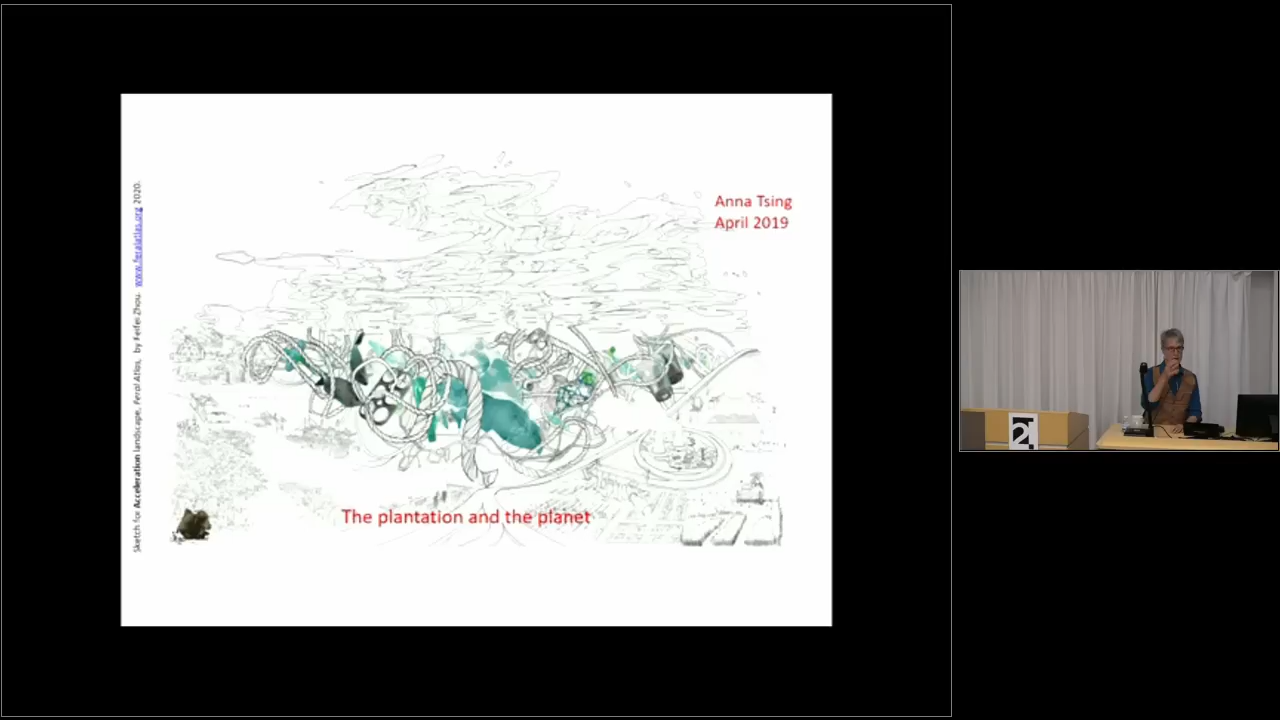 Sketch for Acceleration landscape, Feral Atlas, by Feifei Zhou. www.feralatlas.org 2020.
Anna Tsing
April 2019
The plantation and the planet
2